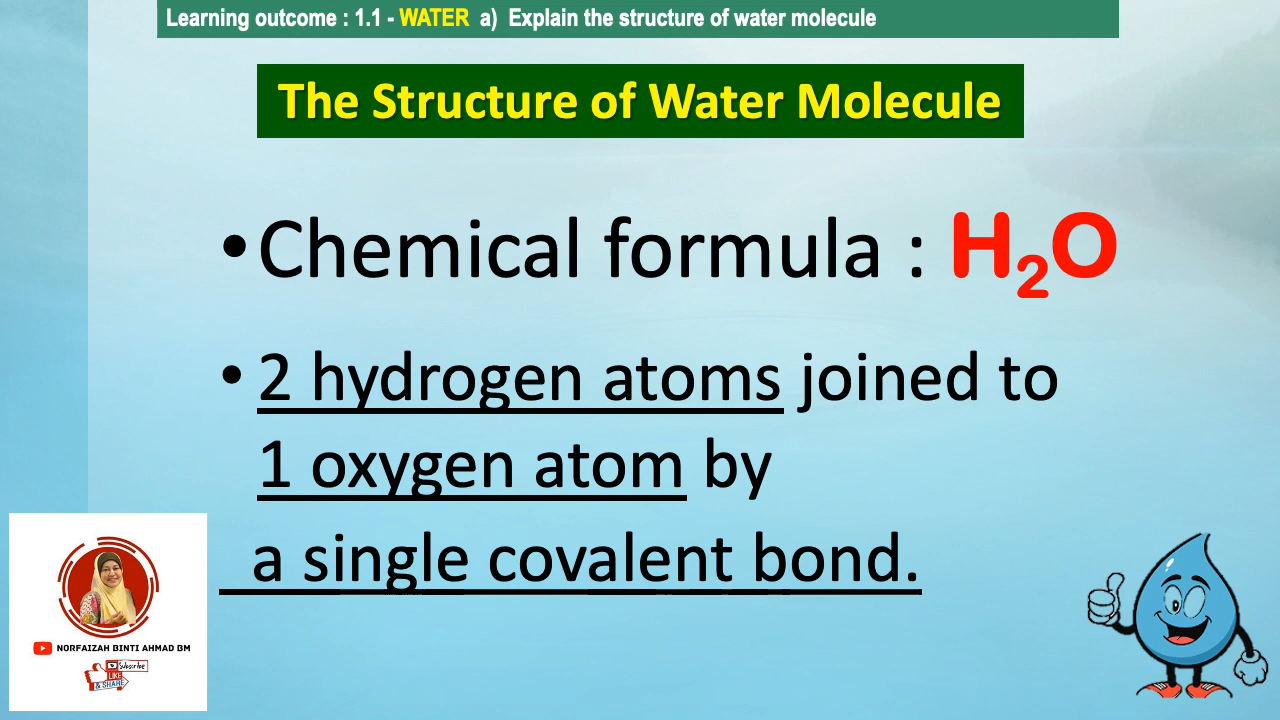 Learning outcome : 1.1 - WATER a) Explain the structure of water molecule
The Structure of Water Molecule
•Chemical formula : H₂O
• 2 hydrogen atoms joined to
1 oxygen atom by
a single covalent bond.
NORFAIZAH BINTI AHMAD BM
Subscribe
LIKE
& SHARE